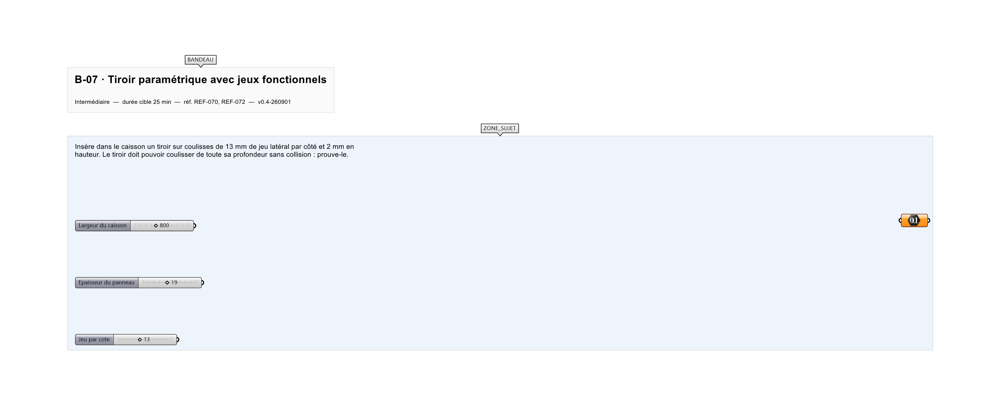 BANDEAU
B-07 · Tiroir paramétrique avec jeux fonctionnels
Intermédiaire — durée cible 25 min — réf. REF-070, REF-072 — v0.4-260901
ZONE_SUJET
Insère dans le caisson un tiroir sur coulisses de 13 mm de jeu latéral par côté et 2 mm en
hauteur. Le tiroir doit pouvoir coulisser de toute sa profondeur sans collision : prouve-le.
0.1
Largeur du caisson 800
Epaisseur du panneau 19
Jeu par cote 13